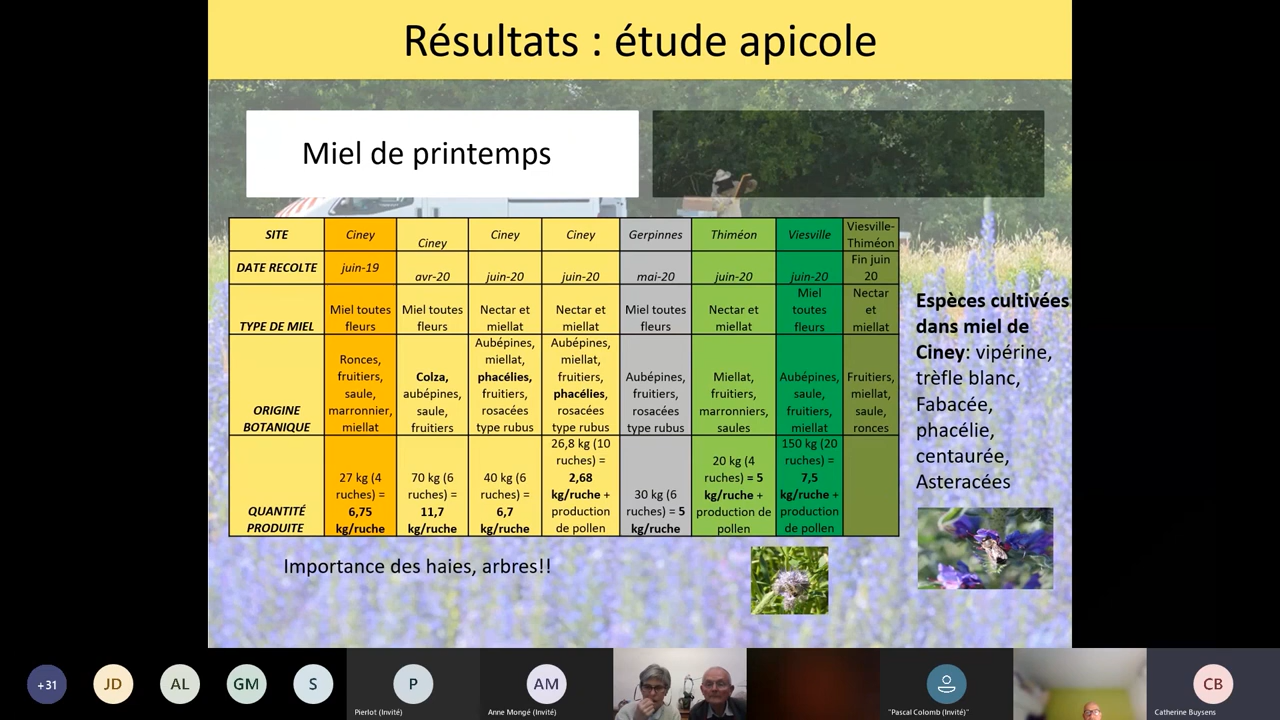 Résultats : étude apicole
Miel de printemps
SITE
Ciney
Ciney
Ciney
Ciney
Gerpinnes
Thiméon
Viesville
Viesville-
Thiméon
DATE RECOLTE
juin-19
avr-20
juin-20
juin-20
mai-20
juin-20
juin-20
Fin juin
20
TYPE DE MIEL
Miel toutes
fleurs
Miel toutes
fleurs
Nectar et
miellat
Nectar et
miellat
Miel toutes
fleurs
Nectar et
miellat
Miel
toutes
fleurs
Nectar
et
miellat
ORIGINE
BOTANIQUE
Ronces,
fruitiers,
saule,
marronnier,
miellat
Colza,
aubépines,
saule,
fruitiers
Aubépines,
miellat,
phacélies,
fruitiers,
rosacées
type rubus
Aubépines,
miellat,
fruitiers,
phacélies,
rosacées
type rubus
Aubépines,
fruitiers,
rosacées
type rubus
Miellat,
fruitiers,
marronniers,
saules
Aubépines,
saule,
fruitiers,
miellat
Fruitiers,
miellat,
saule,
ronces
QUANTITÉ
PRODUITE
27 kg (4
ruches) =
6,75
kg/ruche
70 kg (6
ruches) =
11,7
kg/ruche
40 kg (6
ruches) =
6,7
kg/ruche
26,8 kg (10
ruches) =
2,68
kg/ruche +
production
de pollen
30 kg (6
ruches) = 5
kg/ruche
20 kg (4
ruches) = 5
kg/ruche +
production de
pollen
150 kg (20
ruches) =
7,5
kg/ruche +
production
de pollen
Espèces cultivées
dans miel de
Ciney: vipérine,
trèfle blanc,
Fabacée,
phacélie,
centaurée,
Asteracées
Importance des haies, arbres!!
+31
JD
AL
GM
S
P
Pierlot (Invité)
AM
Anne Mongé (Invité)
"Pascal Colomb (Invité)"
CB
Catherine Buysens